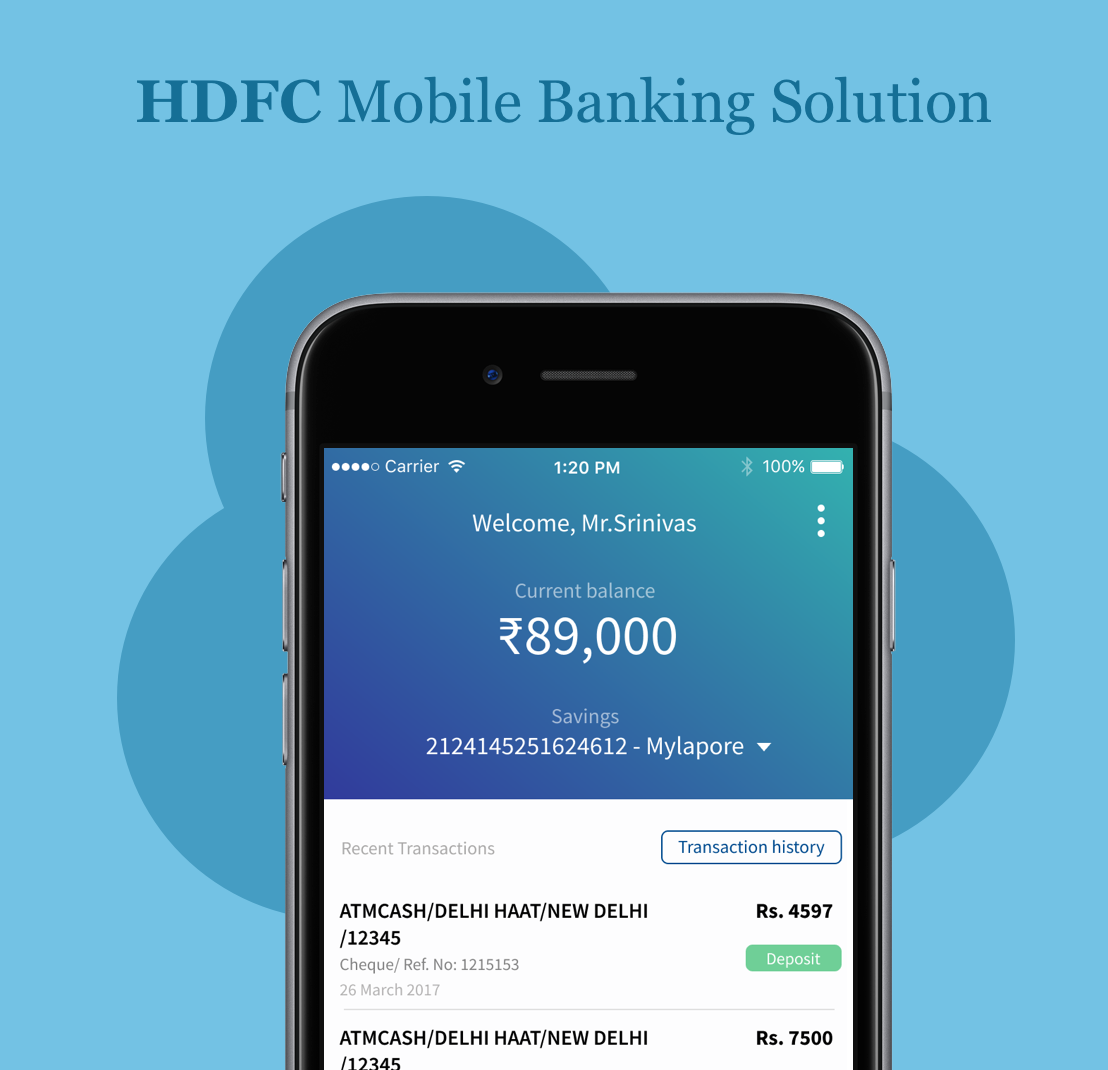 HDFC Mobile Banking Solution
Carrier 1:20 PM 100%
Welcome, Mr.Srinivas
Current balance
₹89,000
Savings
2124145251624612 - Mylapore
Recent Transactions Transaction history
ATMCASH/DELHI HAAT/NEW DELHI Rs. 4597
/12345
Deposit
Cheque/ Ref. No: 1215153
26 March 2017
ATMCASH/DELHI HAAT/NEW DELHI Rs. 7500
/12345